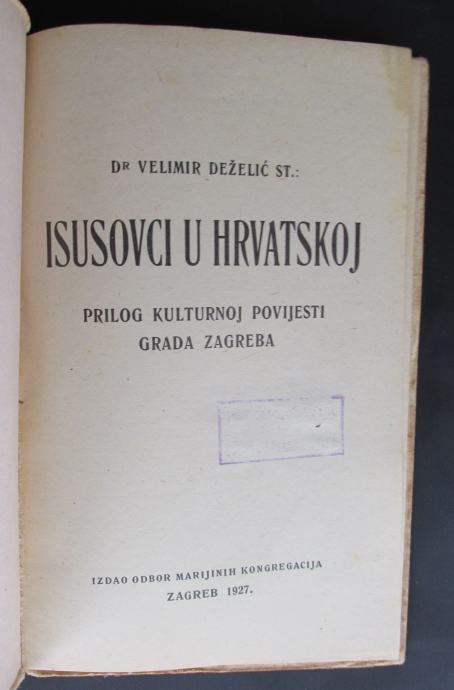 DR VELIMIR DEŽELIĆ ST.:
ISUSOVCI U HRVATSKOJ
PRILOG KULTURNOJ POVIJESTI
GRADA ZAGREBA
IZDAO ODBOR MARIJINIH KONGREGACIJA
ZAGREB 1927.